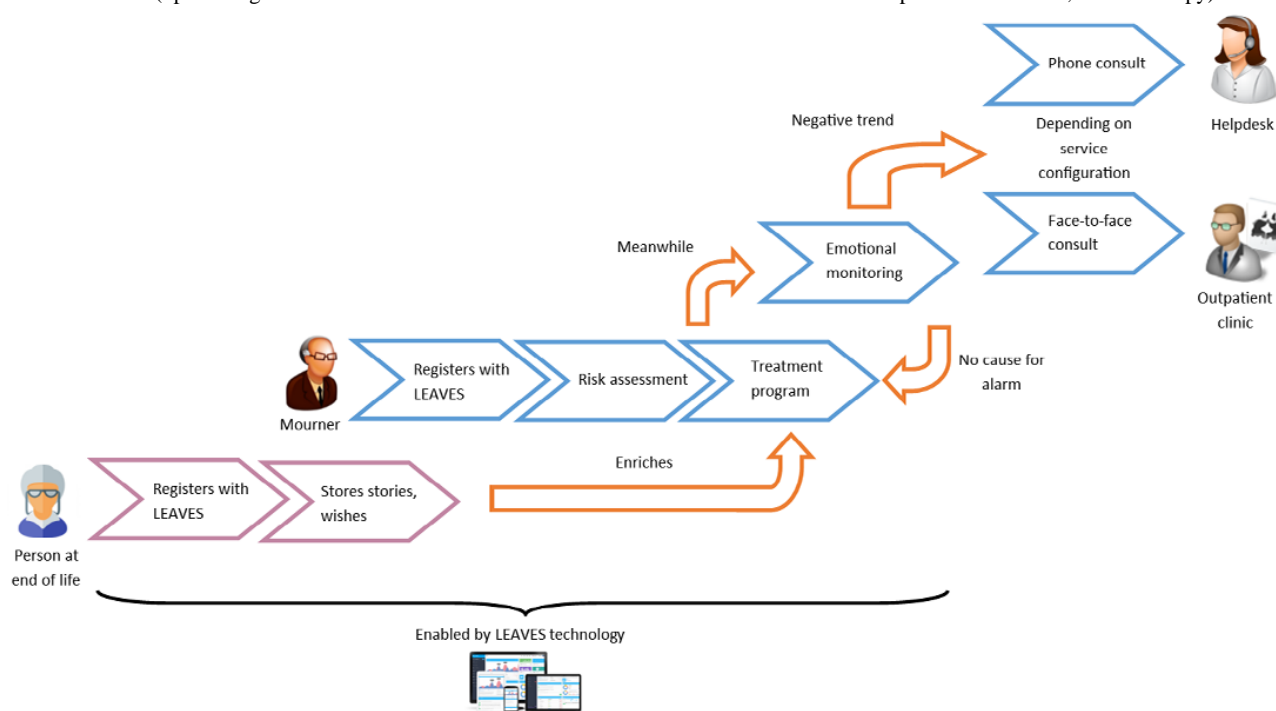 Phone consult
Helpdesk
Negative trend
Depending on
service
configuration
Face-to-face
consult
Outpatient
clinic
Meanwhile
Emotional
monitoring
No cause for
alarm
Mourner
Registers with
LEAVES
Risk assessment
Treatment
program
Enriches
Person at
end of life
Registers with
LEAVES
Stores stories,
wishes
Enabled by LEAVES technology